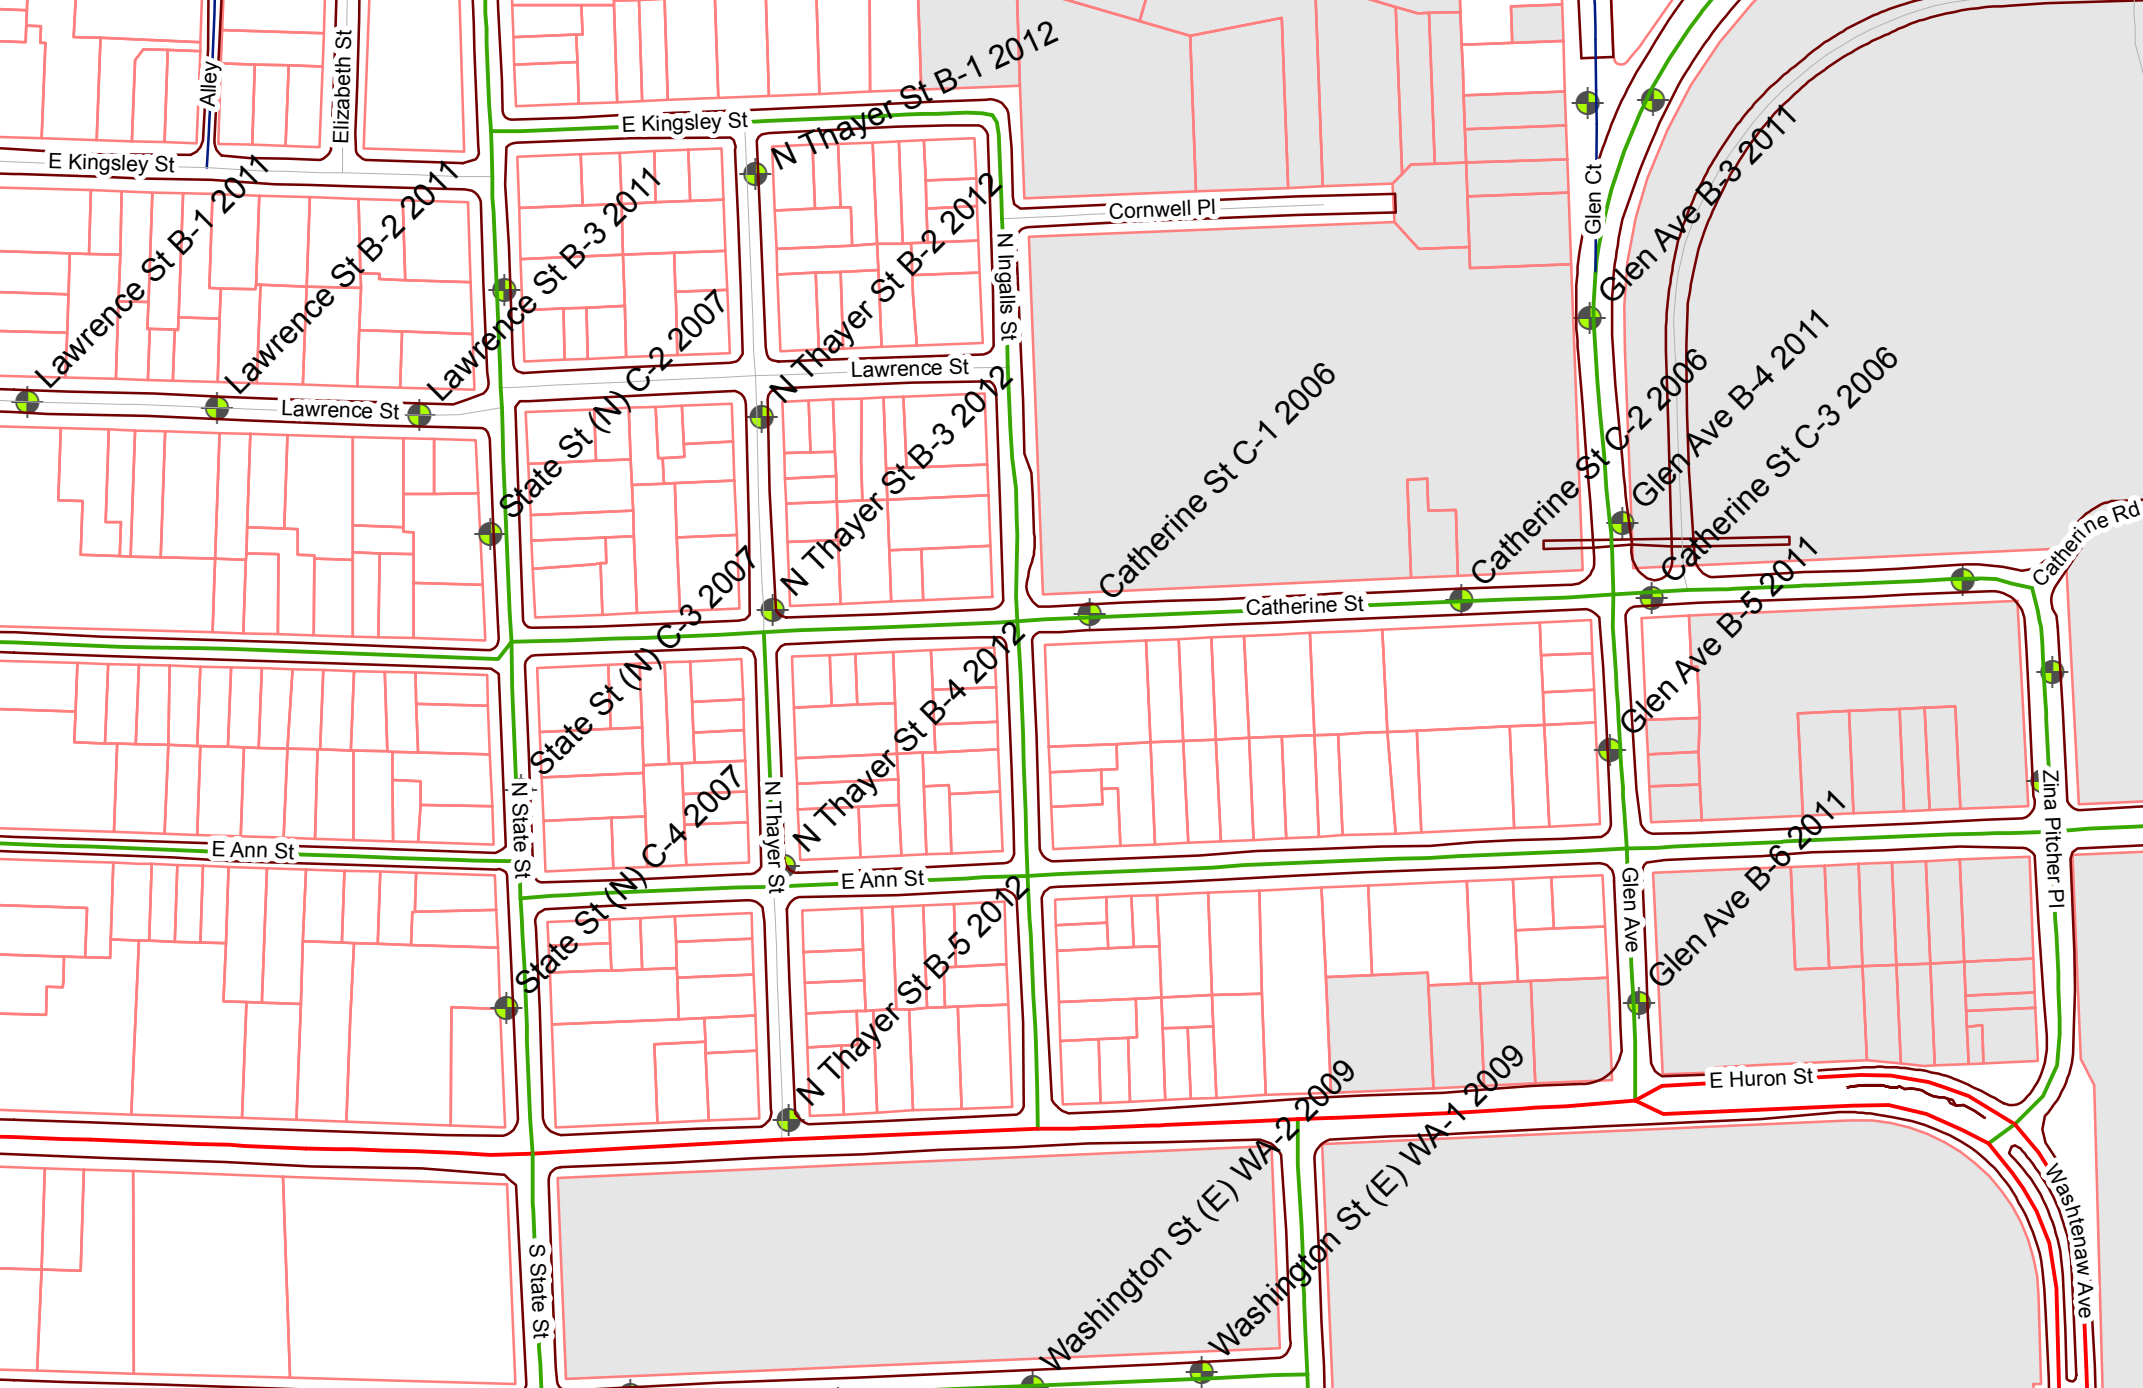 N Thayer St B-1 2012
Elizabeth St
Alley
E Kingsley St
E Kingsley St
Lawrence St B-1 2011
Lawrence St B-2 2011
Lawrence St B-3 2011
N Thayer St B-2 2012
Cornwell Pl
Glen Ct
Glen Ave B-3 2011
N Ingalls St
State St (N) C-2 2007
Lawrence St
Lawrence St
N Thayer St B-3 2012
Catherine St C-1 2006
Catherine St C-2 2006
Glen Ave B-4 2011
Catherine St C-3 2006
Catherine Rd
Catherine St
State St (N) C-3 2007
N Thayer St B-4 2012
Glen Ave B-5 2011
N State St
N Thayer St
Zina Pitcher Pl
E Ann St
E Ann St
State St (N) C-4 2007
N Thayer St B-5 2012
Glen Ave
Glen Ave B-6 2011
E Huron St
Washington St (E) WA-2 2009
Washington St (E) WA-1 2009
Washtenaw Ave
S State St